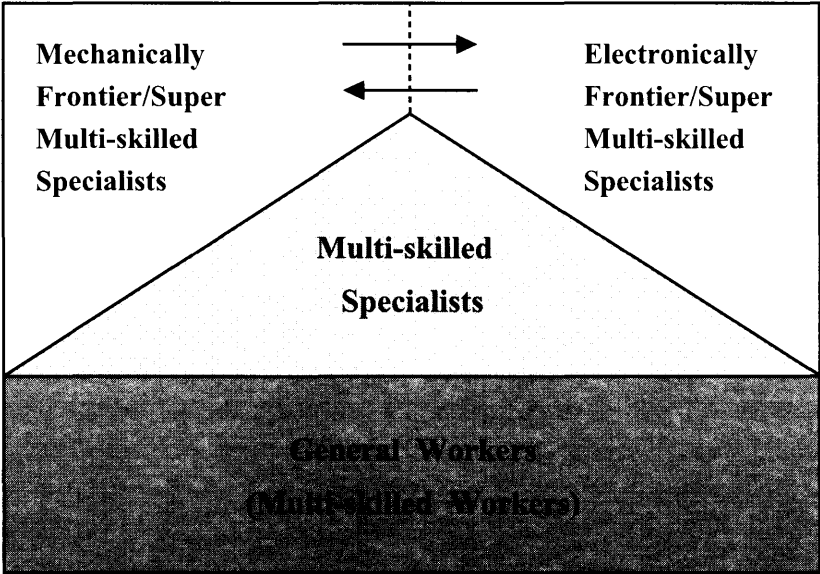 Mechanically
Frontier/Super
Multi-skilled
Specialists
Electronically
Frontier/Super
Multi-skilled
Specialists
Multi-skilled
Specialists
General Workers
(Multi-skilled Workers)